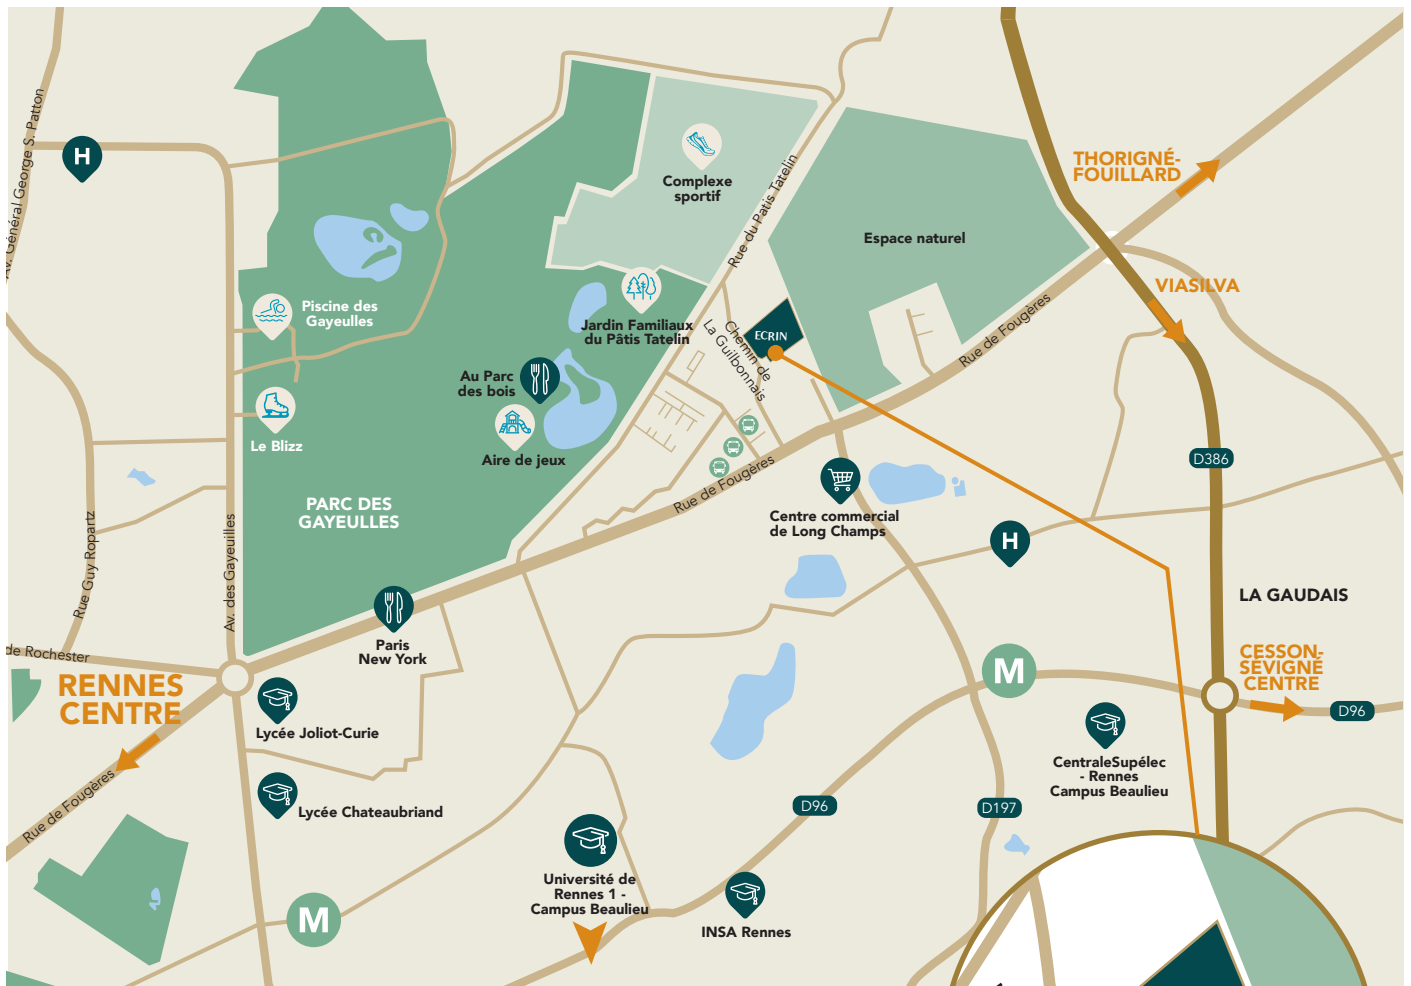 Av. Général George S. Patton
H
Complexe
sportif
Rue du Patis Tatelin
THORIGNÉ-
FOUILLARD
Espace naturel
VIASILVA
Piscine des
Gayeulles
Jardin Familiaux
du Pâtis Tatelin
ECRIN
Chemin de
La Guilbonnais
Rue de Fougères
Au Parc
des bois
Le Blizz
Aire de jeux
D386
Rue de Fougères
PARC DES
GAYEULLES
Centre commercial
de Long Champs
H
Rue Guy Ropartz
Av. des Gayeulles
LA GAUDAIS
Paris
New York
de Rochester
M
CESSON-
SÉVIGNÉ
CENTRE
D96
RENNES
CENTRE
Lycée Joliot-Curie
CentraleSupélec
- Rennes
Campus Beaulieu
Rue de Fougères
Lycée Chateaubriand
D96
D197
Université de
Rennes 1 -
Campus Beaulieu
M
INSA Rennes